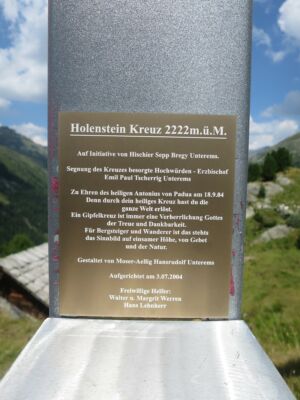 Holenstein Kreuz 2222m.ü.M.
Auf Initiative von Hischier Sepp Bregy Unterems.
Segnung des Kreuzes besorgte Hochwürden - Erzbischof
Emil Paul Tscherrig Unterems
Zu Ehren des heiligen Antonius von Padua am 18.9.04
Denn durch dein heiliges Kreuz hast du die
ganze Welt erlöst.
Ein Gipfelkreuz ist immer eine Verherrlichung Gottes
der Treue und Dankbarkeit.
Für Bergsteiger und Wanderer ist das stehts
das Sinnbild auf einsamer Höhe, von Gebet
und der Natur.
Gestaltet von Moser-Aellig Hansrudolf Unterems
Aufgerichtet am 3.07.2004
Freiwillige Helfer:
Walter u. Margrit Werren
Hans Lehnherr